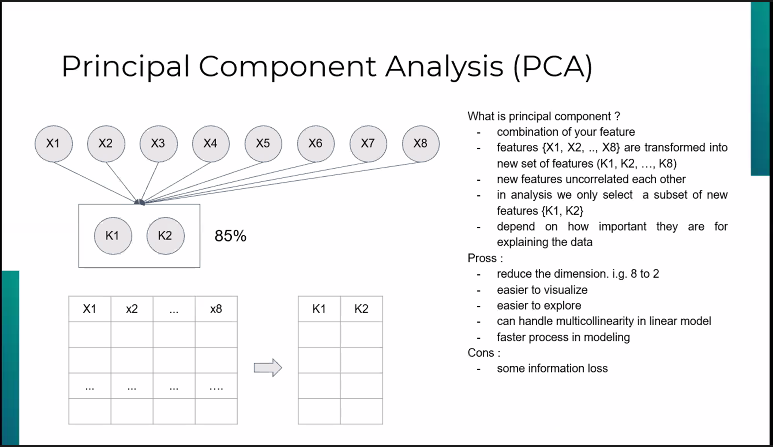 Principal Component Analysis (PCA)
X1 X2 X3 X4 X5 X6 X7 X8
K1 K2 85%
X1 x2 ... x8
... ... ... ....
K1 K2
What is principal component ?
- combination of your feature
- features {X1, X2, .., X8} are transformed into
new set of features (K1, K2, ..., K8)
- new features uncorrelated each other
- in analysis we only select a subset of new
features {K1, K2}
- depend on how important they are for
explaining the data
Pross :
- reduce the dimension. i.g. 8 to 2
- easier to visualize
- easier to explore
- can handle multicollinearity in linear model
- faster process in modeling
Cons :
- some information loss